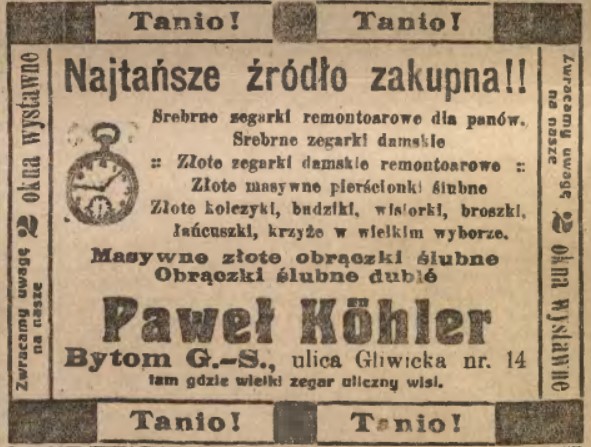 Tanio! Tanio!
Najtańsze źródło zakupna!!
Srebrne zegarki remontoarowe dla panów.
Srebrne zegarki damskie
:: Złote zegarki damskie remontoarowe ::
Złote masywne pierścionki ślubne
Złote kolczyki, budziki, wisiorki, broszki,
łańcuszki, krzyże w wielkim wyborze.
Masywne złote obrączki ślubne
Obrączki ślubne dublé
Paweł Köhler
Bytom G.-S., ulica Gliwicka nr. 14
tam gdzie wielki zegar uliczny wisi.
Zwracamy uwagę
na nasze
2 okna wystawne
Zwracamy uwagę
na nasze
2 okna wystawne
Tanio! Tanio!